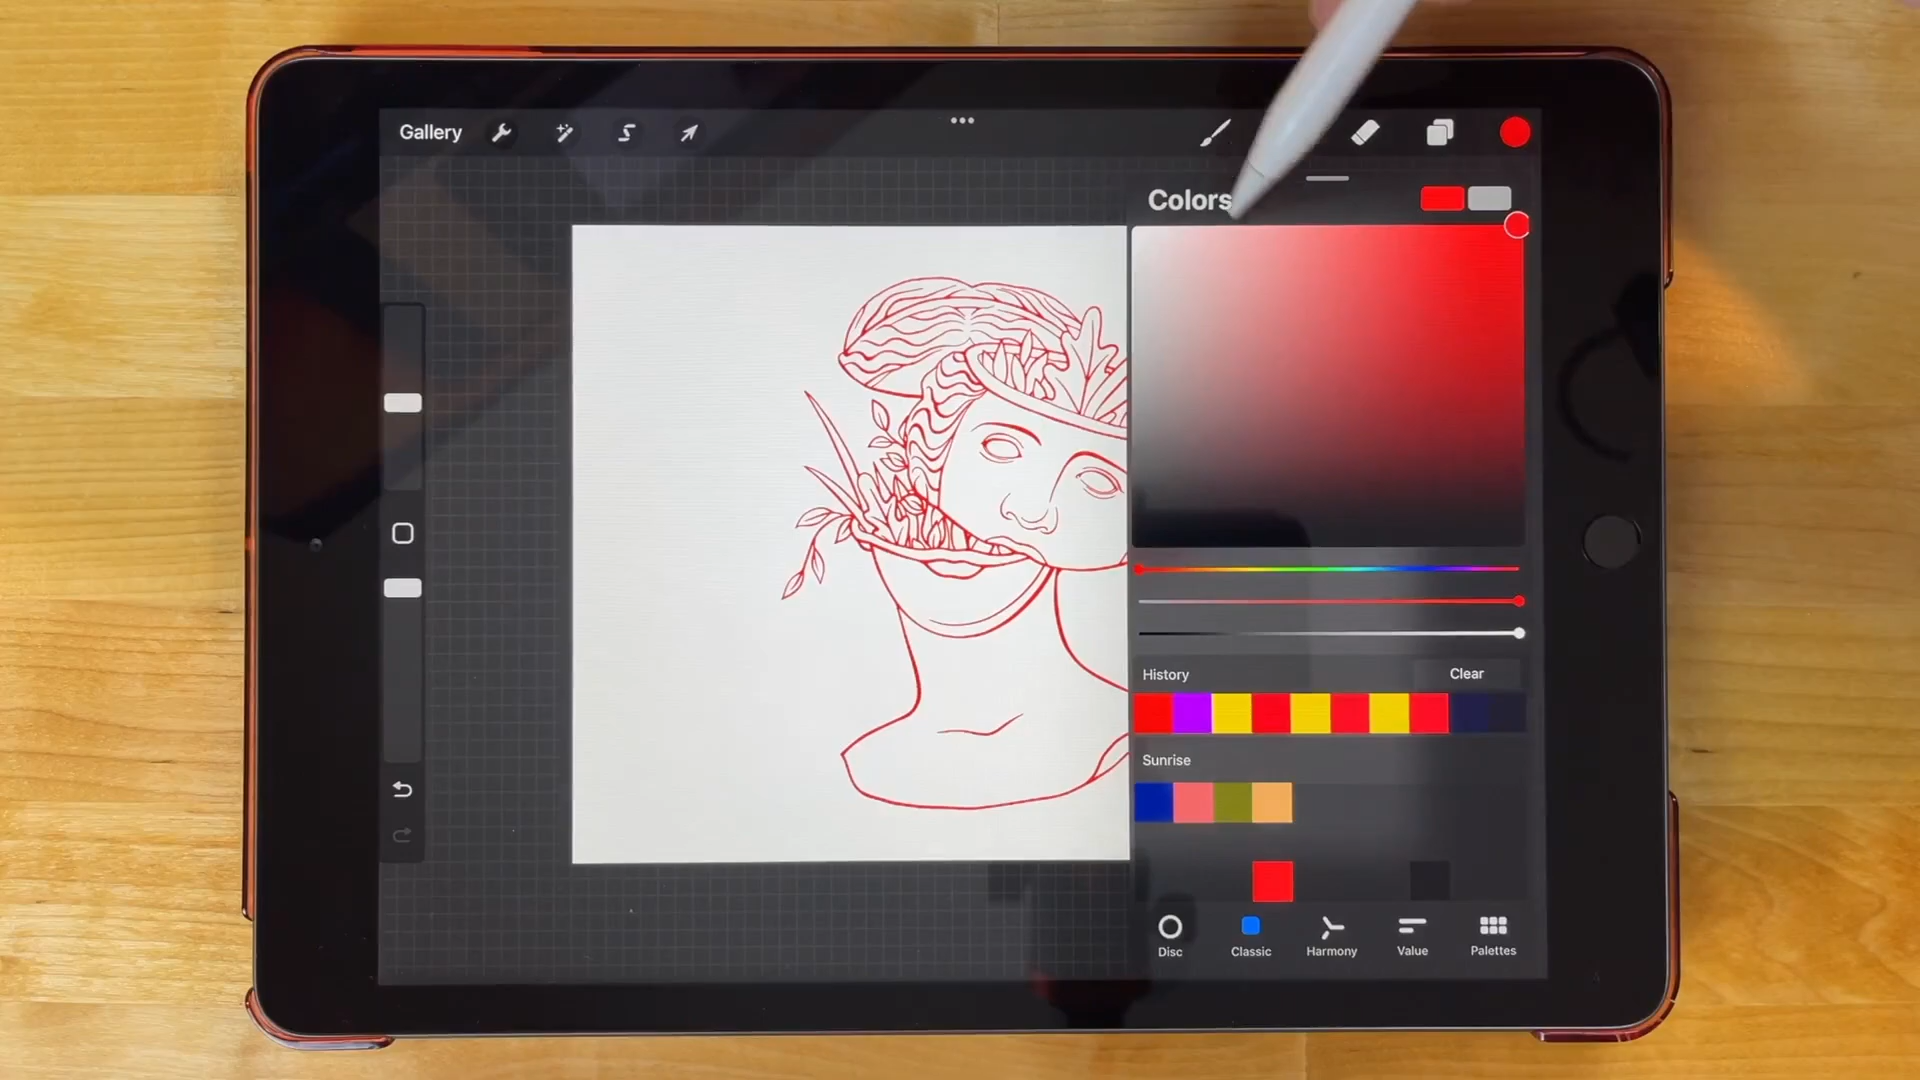 Gallery
Colors
History
Clear
Sunrise
Disc
Classic
Harmony
Value
Palettes